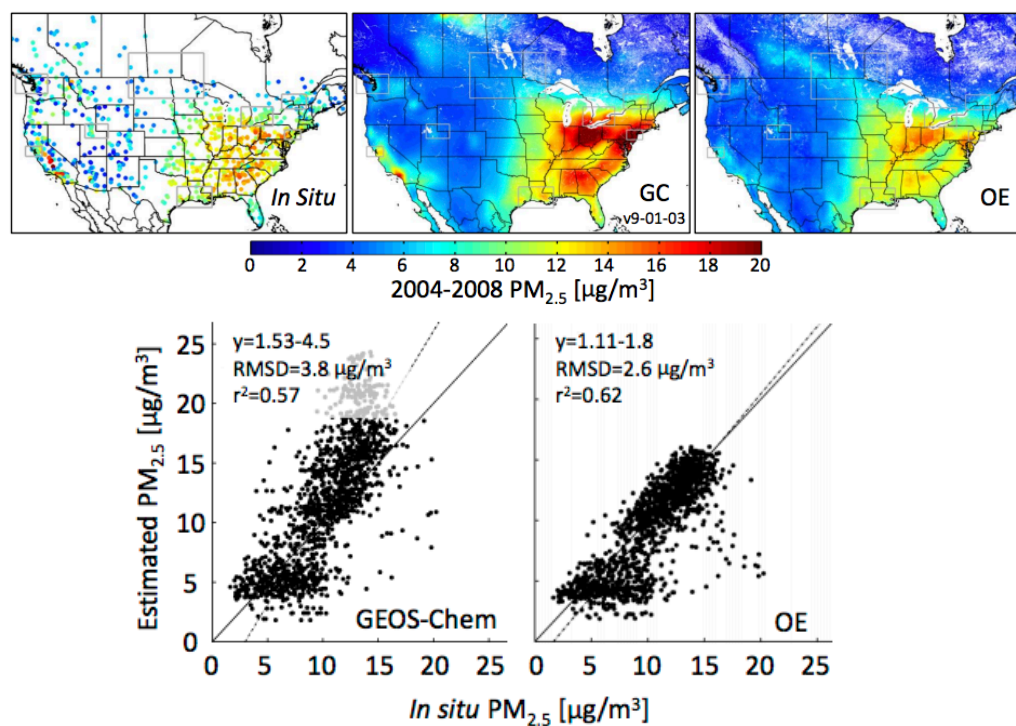 In Situ
GC
v9-01-03
OE
0 2 4 6 8 10 12 14 16 18 20
2004-2008 PM2.5 [μg/m³]
Estimated PM2.5 [μg/m³]
25
20
15
10
5
0
y=1.53-4.5
RMSD=3.8 μg/m³
r²=0.57
GEOS-Chem
0 5 10 15 20 25
y=1.11-1.8
RMSD=2.6 μg/m³
r²=0.62
OE
0 5 10 15 20 25
In situ PM2.5 [μg/m³]